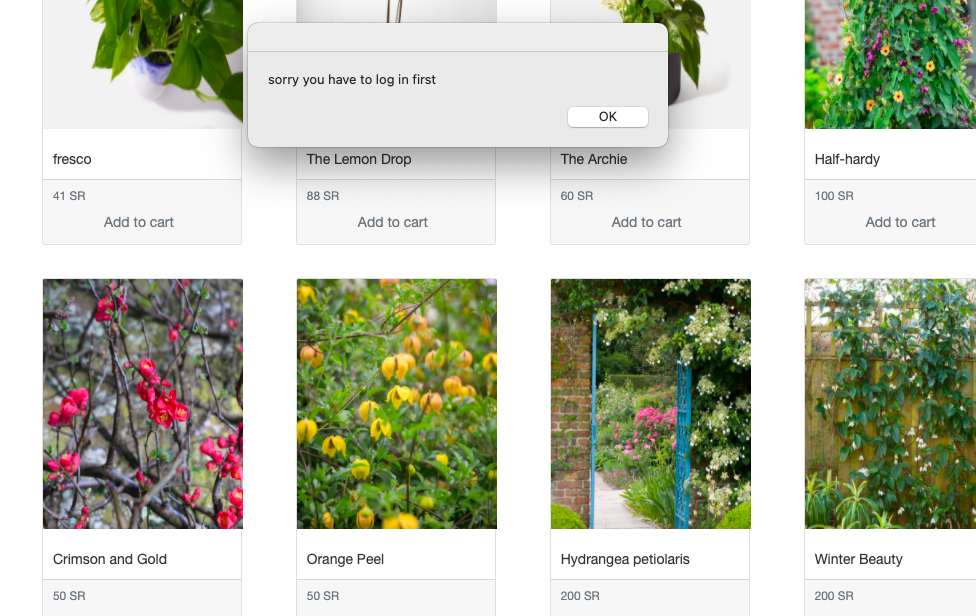 sorry you have to log in first
OK
fresco
The Lemon Drop
The Archie
Half-hardy
41 SR
88 SR
60 SR
100 SR
Add to cart
Add to cart
Add to cart
Add to cart
Crimson and Gold
Orange Peel
Hydrangea petiolaris
Winter Beauty
50 SR
50 SR
200 SR
200 SR